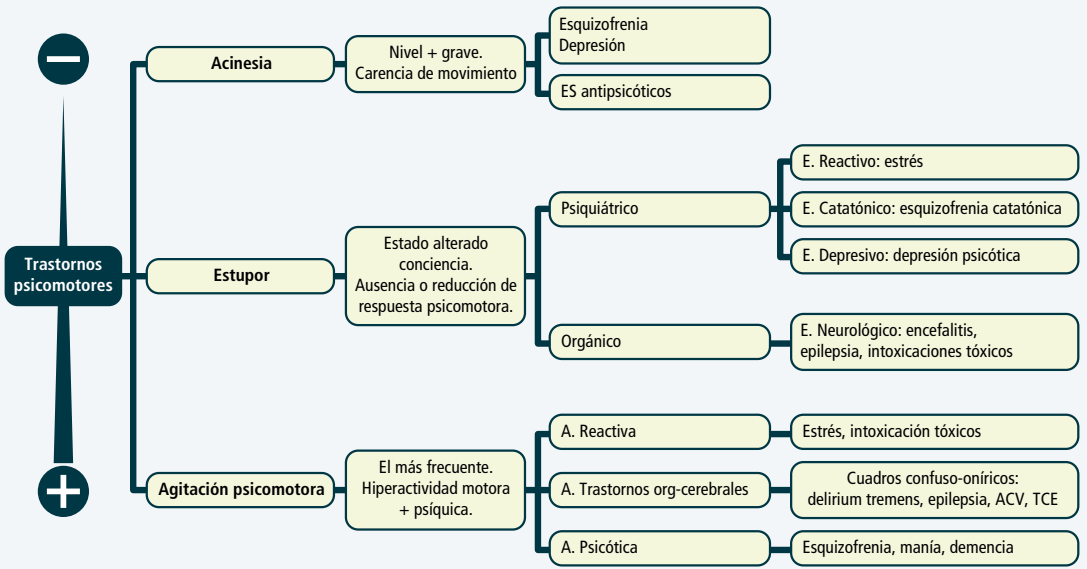 Trastornos
psicomotores
Acinesia
Nivel + grave.
Carencia de movimiento
Esquizofrenia
Depresión
ES antipsicóticos
Estupor
Estado alterado
conciencia.
Ausencia o reducción de
respuesta psicomotora.
Psiquiátrico
E. Reactivo: estrés
E. Catatónico: esquizofrenia catatónica
E. Depresivo: depresión psicótica
Orgánico
E. Neurológico: encefalitis,
epilepsia, intoxicaciones tóxicos
Agitación psicomotora
El más frecuente.
Hiperactividad motora
+ psíquica.
A. Reactiva
Estrés, intoxicación tóxicos
A. Trastornos org-cerebrales
Cuadros confuso-oníricos:
delirium tremens, epilepsia, ACV, TCE
A. Psicótica
Esquizofrenia, manía, demencia